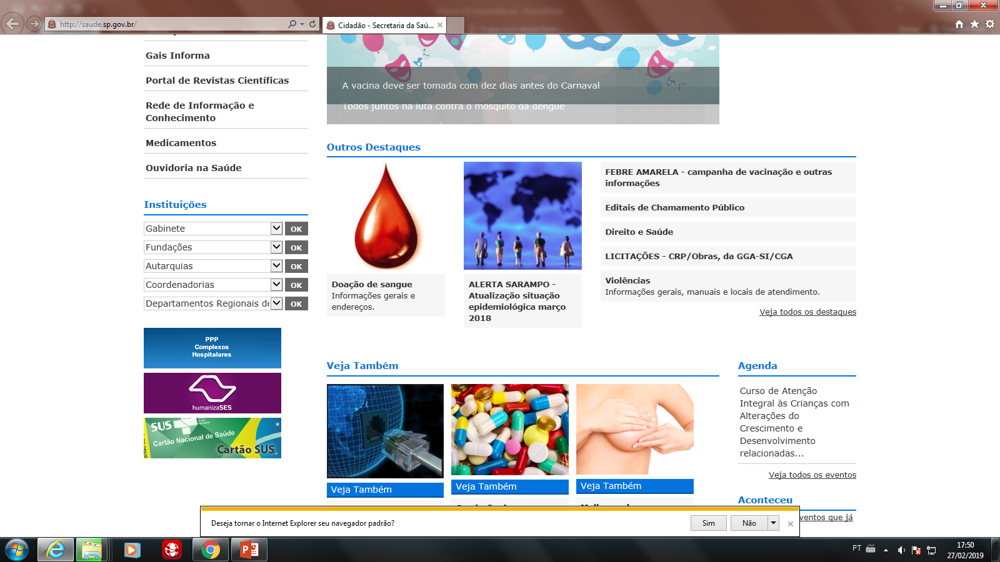 http://saude.sp.gov.br/
Cidadão - Secretaria da Saú...
Gais Informa
Portal de Revistas Científicas
Rede de Informação e
Conhecimento
Medicamentos
Ouvidoria na Saúde
Instituições
Gabinete
OK
Fundações
OK
Autarquias
OK
Coordenadorias
OK
Departamentos Regionais de
OK
PPP
Complexos
Hospitalares
humanizaSES
SUS
Cartão Nacional de Saúde
Cartão SUS
#JUNTOSCONTRAADENGUE
A vacina deve ser tomada com dez dias antes do Carnaval
Todos juntos na luta contra o mosquito da dengue
Outros Destaques
Doação de sangue
Informações gerais e
endereços.
ALERTA SARAMPO -
Atualização situação
epidemiológica março
2018
FEBRE AMARELA - campanha de vacinação e outras
informações
Editais de Chamamento Público
Direito e Saúde
LICITAÇÕES - CRP/Obras, da GGA-SI/CGA
Violências
Informações gerais, manuais e locais de atendimento.
Veja todos os destaques
Veja Também
Veja Também
Veja Também
Veja Também
Agenda
Curso de Atenção
Integral às Crianças com
Alterações do
Crescimento e
Desenvolvimento
relacionadas...
Veja todos os eventos
Aconteceu
ventos que já
Deseja tornar o Internet Explorer seu navegador padrão?
Sim
Não
PT
17:50
27/02/2019